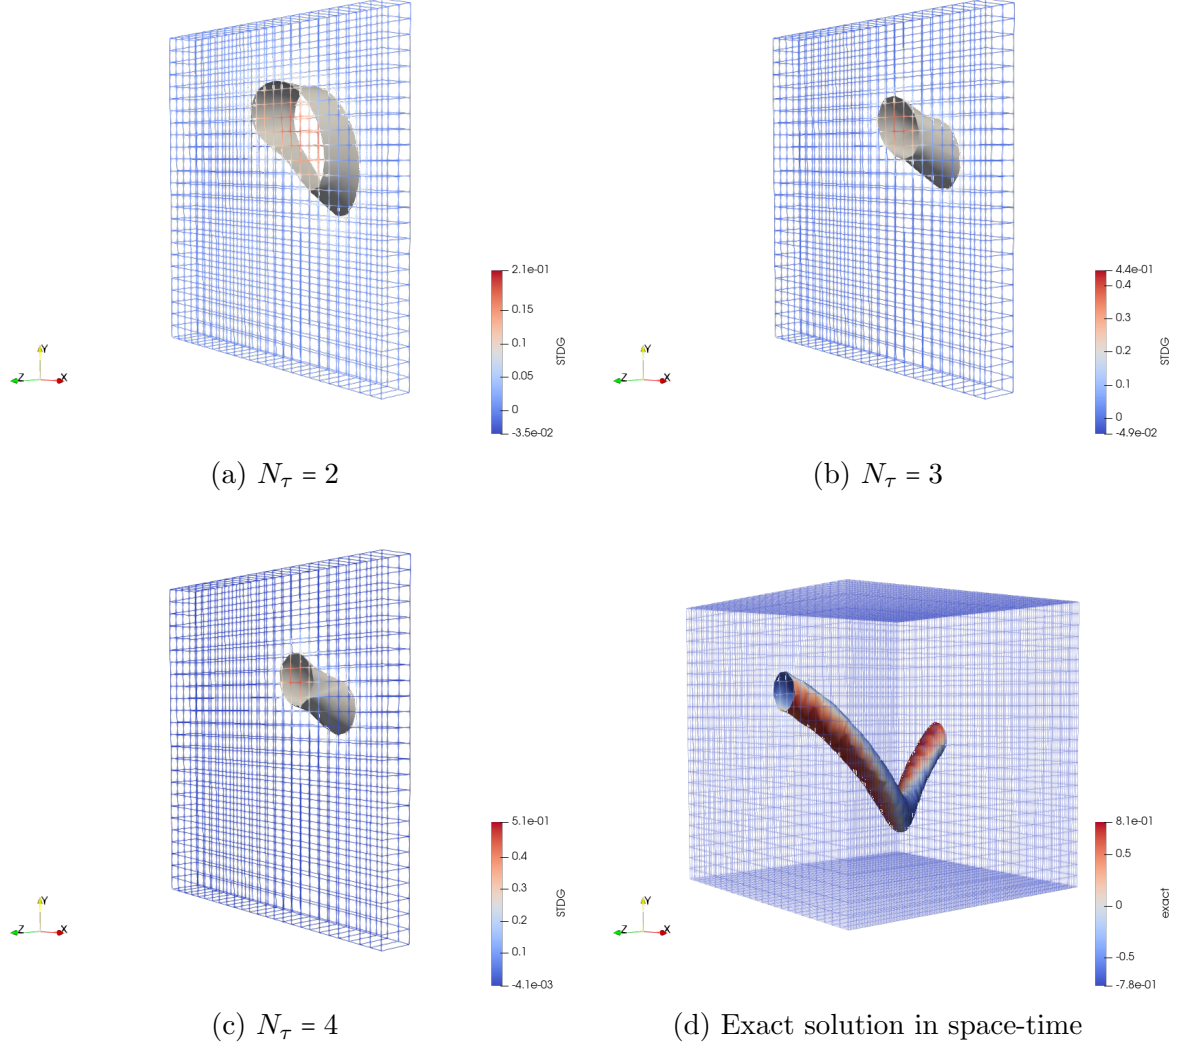 2.1e-01
0.15
0.1
0.05
0
-3.5e-02
STDG
Y
Z
X
(a) Nτ = 2
4.4e-01
0.4
0.3
0.2
0.1
0
-4.9e-02
STDG
Y
Z
X
(b) Nτ = 3
5.1e-01
0.4
0.3
0.2
0.1
-4.1e-03
STDG
Y
Z
X
(c) Nτ = 4
8.1e-01
0.5
0
-0.5
-7.8e-01
exact
Y
Z
X
(d) Exact solution in space-time